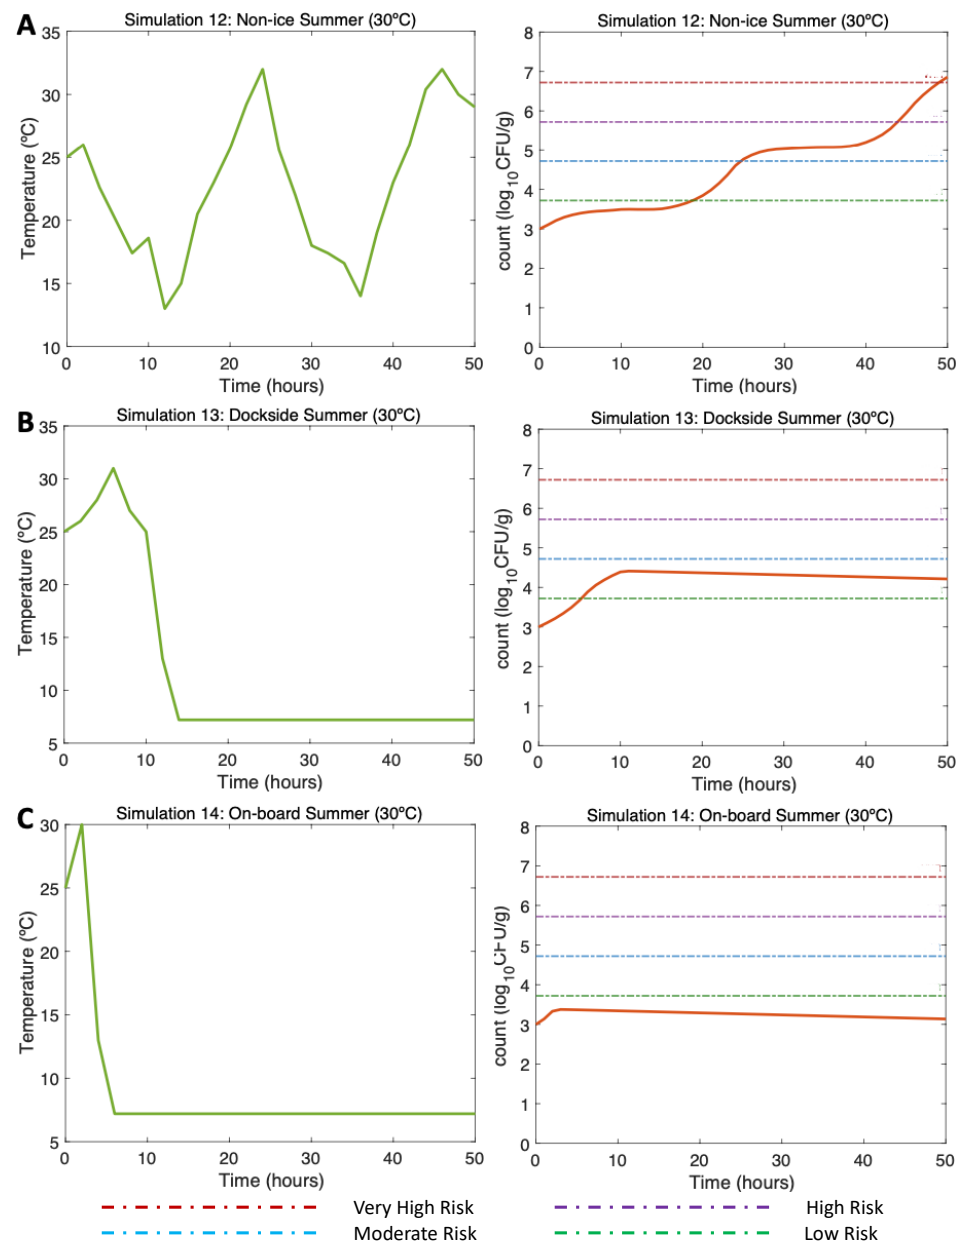 A
Simulation 12: Non-ice Summer (30ºC)
35
30
25
20
15
10
Temperature (ºC)
0 10 20 30 40 50
Time (hours)
Simulation 12: Non-ice Summer (30ºC)
8
7
6
5
4
3
2
1
0
count (log10CFU/g)
0 10 20 30 40 50
Time (hours)
B
Simulation 13: Dockside Summer (30ºC)
35
30
25
20
15
10
5
Temperature (ºC)
0 10 20 30 40 50
Time (hours)
Simulation 13: Dockside Summer (30ºC)
8
7
6
5
4
3
2
1
0
count (log10CFU/g)
0 10 20 30 40 50
Time (hours)
C
Simulation 14: On-board Summer (30ºC)
30
25
20
15
10
5
Temperature (ºC)
0 10 20 30 40 50
Time (hours)
Simulation 14: On-board Summer (30ºC)
8
7
6
5
4
3
2
1
0
count (log10CFU/g)
0 10 20 30 40 50
Time (hours)
Very High Risk
High Risk
Moderate Risk
Low Risk